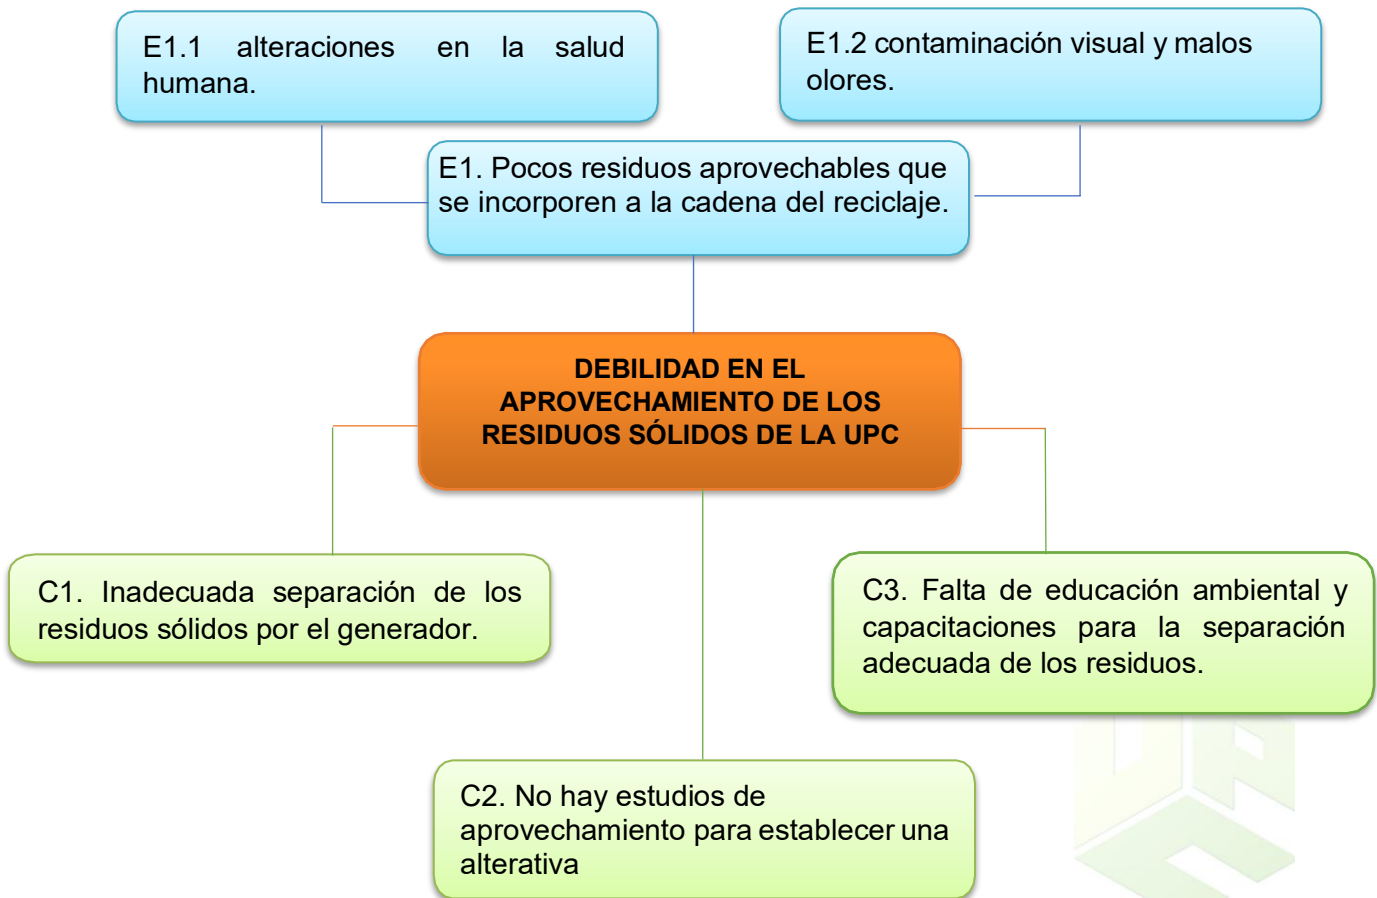 E1.1 alteraciones en la salud
humana.
E1.2 contaminación visual y malos
olores.
E1. Pocos residuos aprovechables que
se incorporen a la cadena del reciclaje.
DEBILIDAD EN EL
APROVECHAMIENTO DE LOS
RESIDUOS SÓLIDOS DE LA UPC
C1. Inadecuada separación de los
residuos sólidos por el generador.
C3. Falta de educación ambiental y
capacitaciones para la separación
adecuada de los residuos.
C2. No hay estudios de
aprovechamiento para establecer una
alterativa